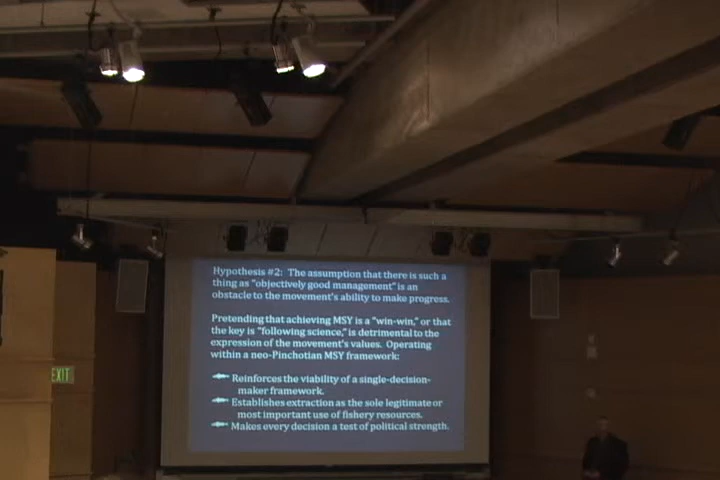 Hypothesis #2: The assumption that there is such a
thing as "objectively good management" is an
obstacle to the movement's ability to make progress.
Pretending that achieving MSY is a "win-win," or that
the key is "following science," is detrimental to the
expression of the movement's values. Operating
within a neo-Pinchotian MSY framework:
Reinforces the viability of a single-decision-
maker framework.
Establishes extraction as the sole legitimate or
most important use of fishery resources.
Makes every decision a test of political strength.
EXIT